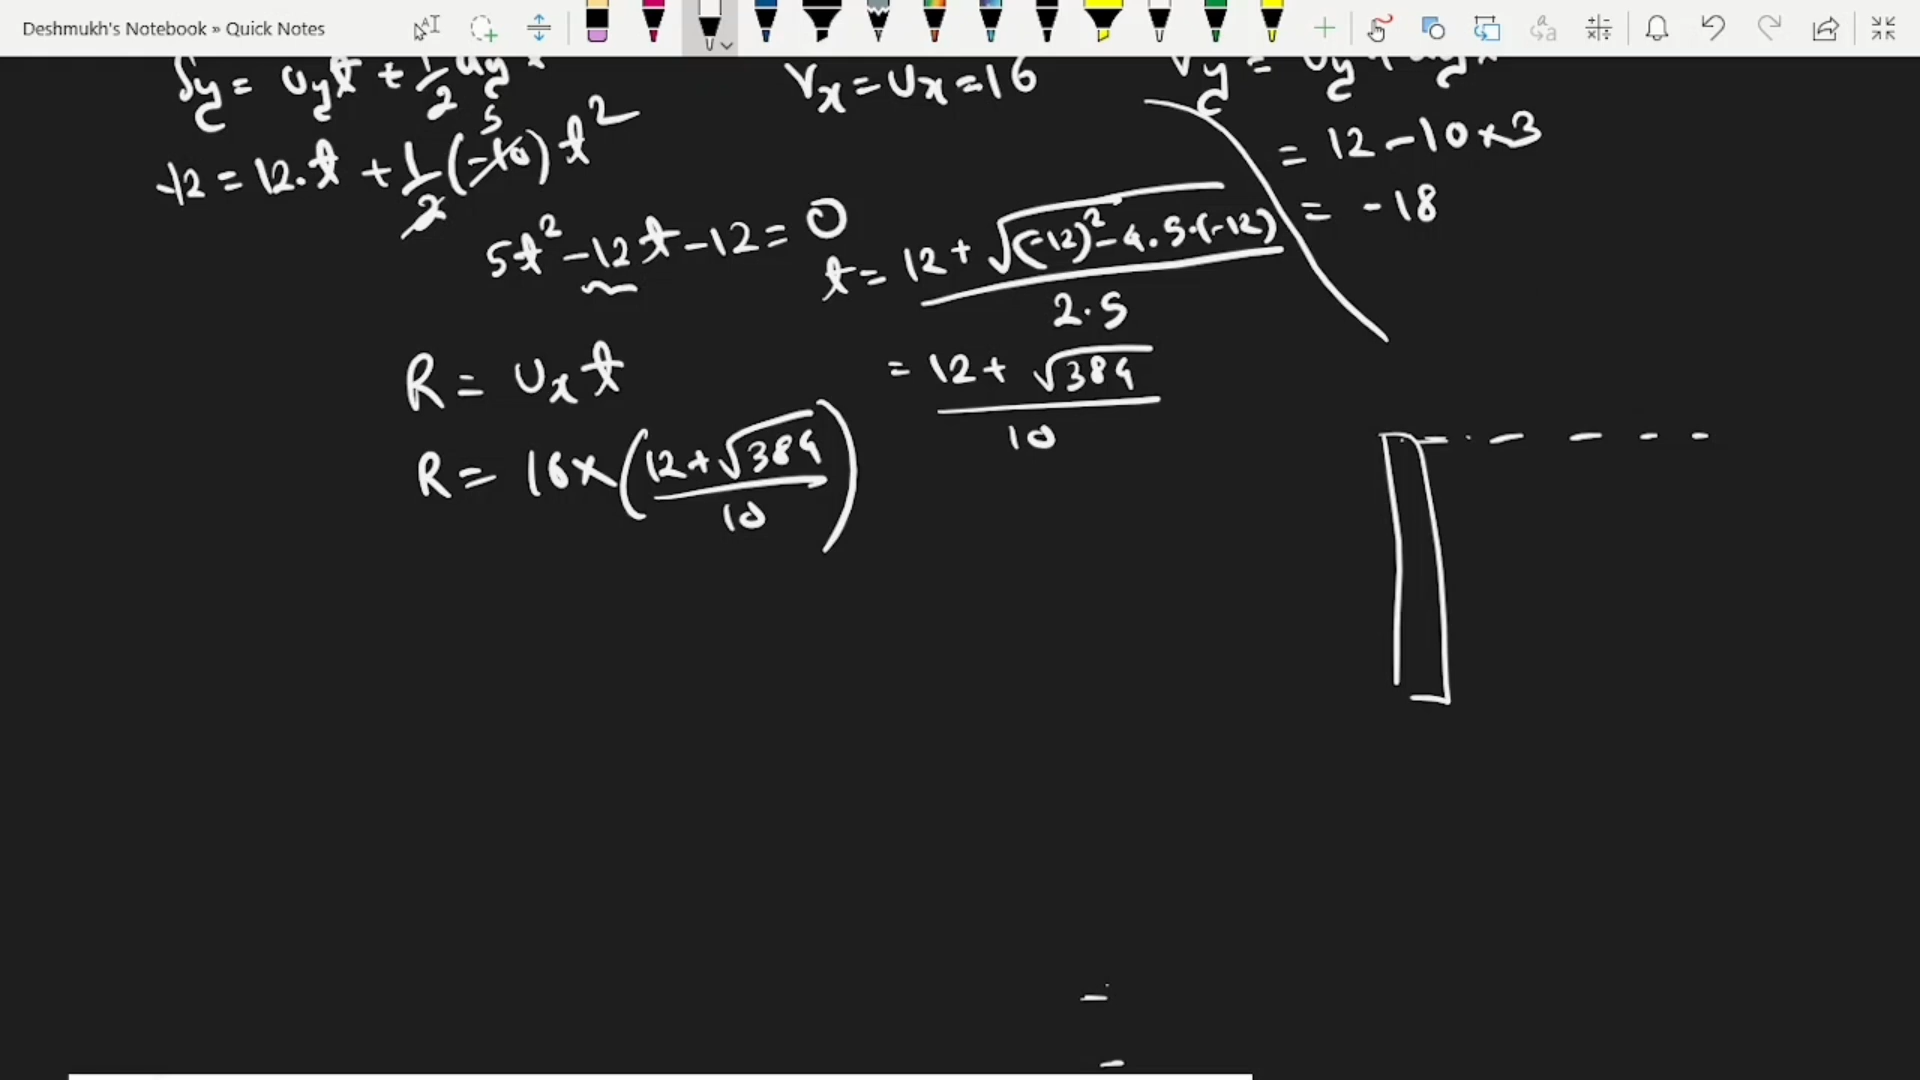 Deshmukh's Notebook » Quick Notes
Sy = uyt + 1/2 ay t²
Vx = Ux = 16
-12 = 12.t + 1/2 (-10) t²
5
= 12 - 10 × 3
= -18
5t² - 12t - 12 = 0
t = 12 + √((-12)² - 4.5.(-12)) / 2.5
R = Ux t
= 12 + √384 / 10
R = 16 × (12 + √384 / 10)